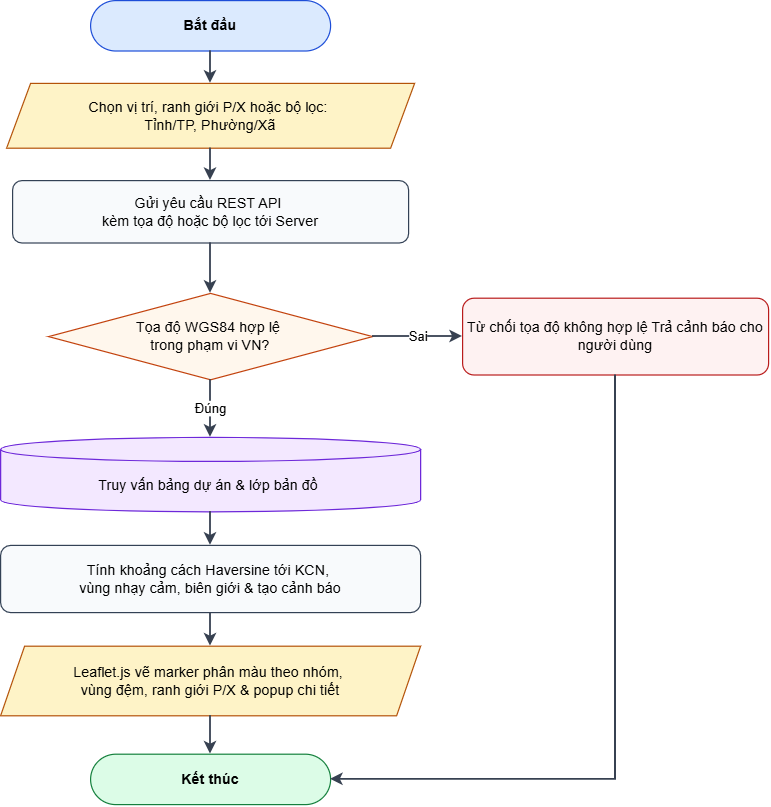 Bắt đầu
Chọn vị trí, ranh giới P/X hoặc bộ lọc:
Tỉnh/TP, Phường/Xã
Gửi yêu cầu REST API
kèm tọa độ hoặc bộ lọc tới Server
Tọa độ WGS84 hợp lệ
trong phạm vi VN?
Sai
Từ chối tọa độ không hợp lệ Trả cảnh báo cho
người dùng
Đúng
Truy vấn bảng dự án & lớp bản đồ
Tính khoảng cách Haversine tới KCN,
vùng nhạy cảm, biên giới & tạo cảnh báo
Leaflet.js vẽ marker phân màu theo nhóm,
vùng đệm, ranh giới P/X & popup chi tiết
Kết thúc